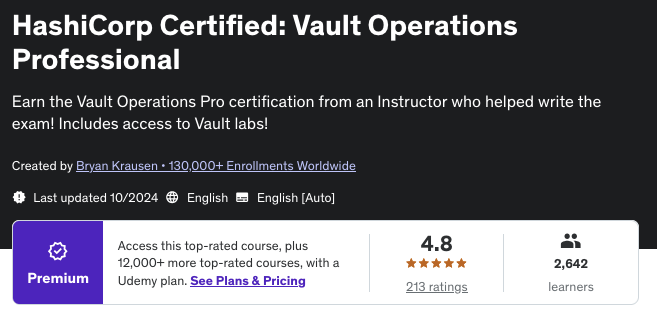 HashiCorp Certified: Vault Operations
Professional
Earn the Vault Operations Pro certification from an Instructor who helped write the
exam! Includes access to Vault labs!
Created by Bryan Krausen • 130,000+ Enrollments Worldwide
Last updated 10/2024 English English [Auto]
Premium
Access this top-rated course, plus
12,000+ more top-rated courses, with a
Udemy plan. See Plans & Pricing
4.8
213 ratings
2,642
learners